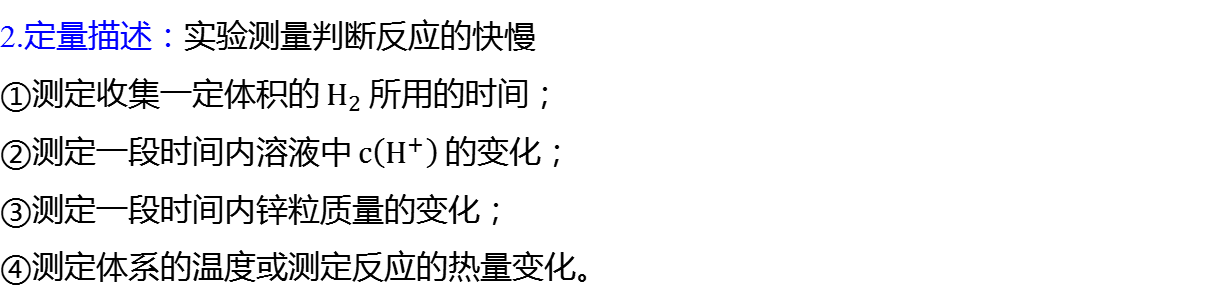 2.定量描述：实验测量判断反应的快慢
①测定收集一定体积的 H₂ 所用的时间；
②测定一段时间内溶液中 c(H⁺) 的变化；
③测定一段时间内锌粒质量的变化；
④测定体系的温度或测定反应的热量变化。